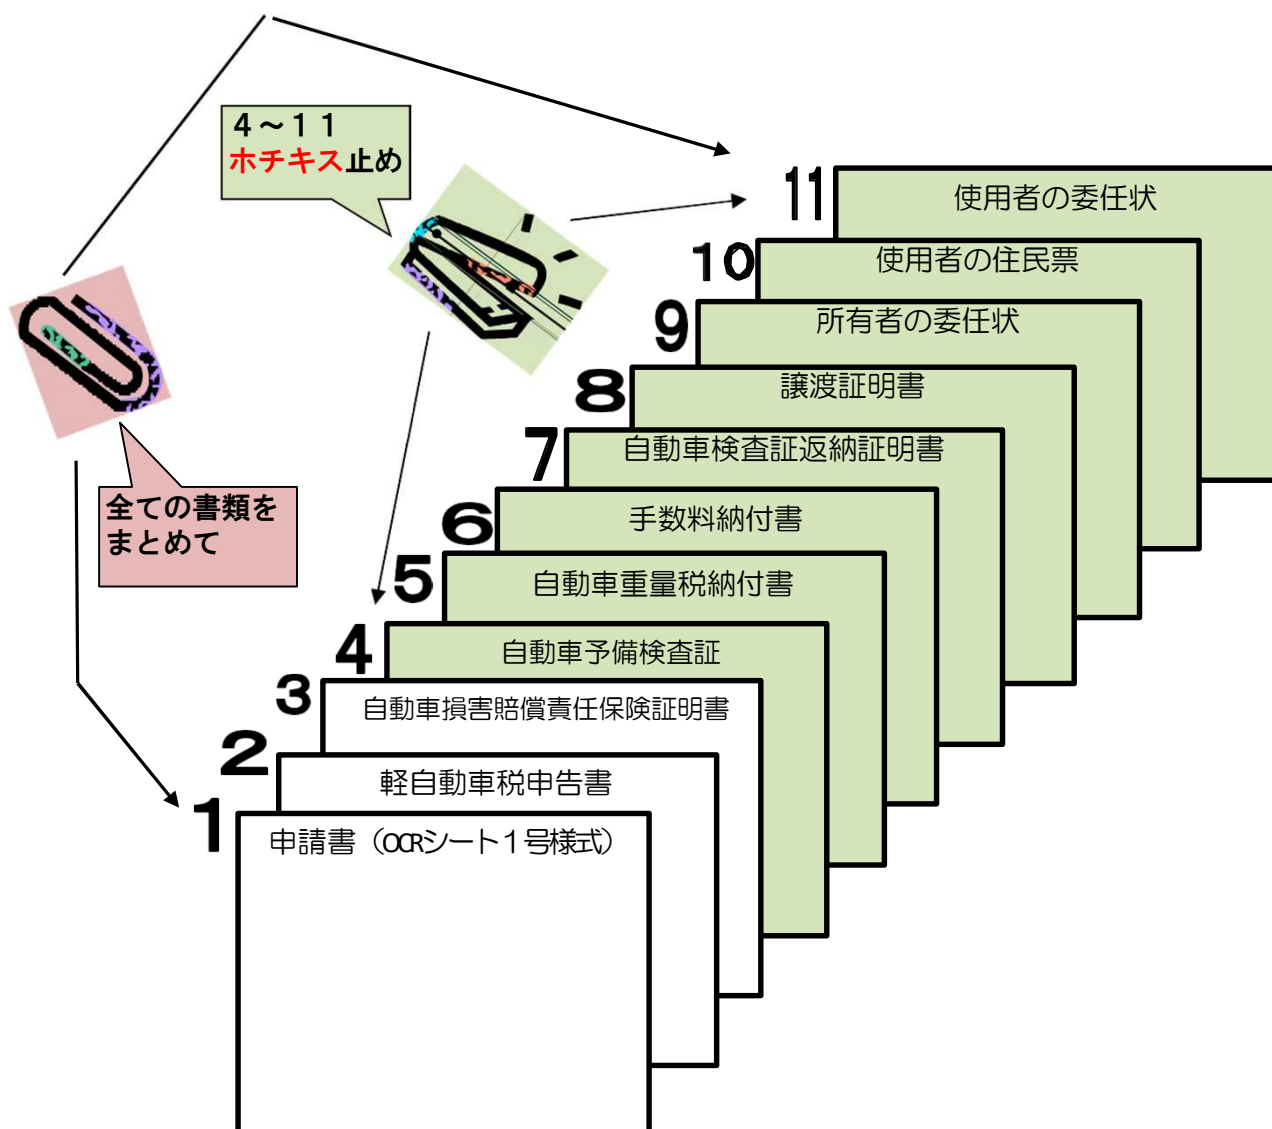 4～11
ホチキス止め
全ての書類を
まとめて
11
使用者の委任状
10
使用者の住民票
9
所有者の委任状
8
譲渡証明書
7
自動車検査証返納証明書
6
手数料納付書
5
自動車重量税納付書
4
自動車予備検査証
3
自動車損害賠償責任保険証明書
2
軽自動車税申告書
1
申請書（OCRシート１号様式）